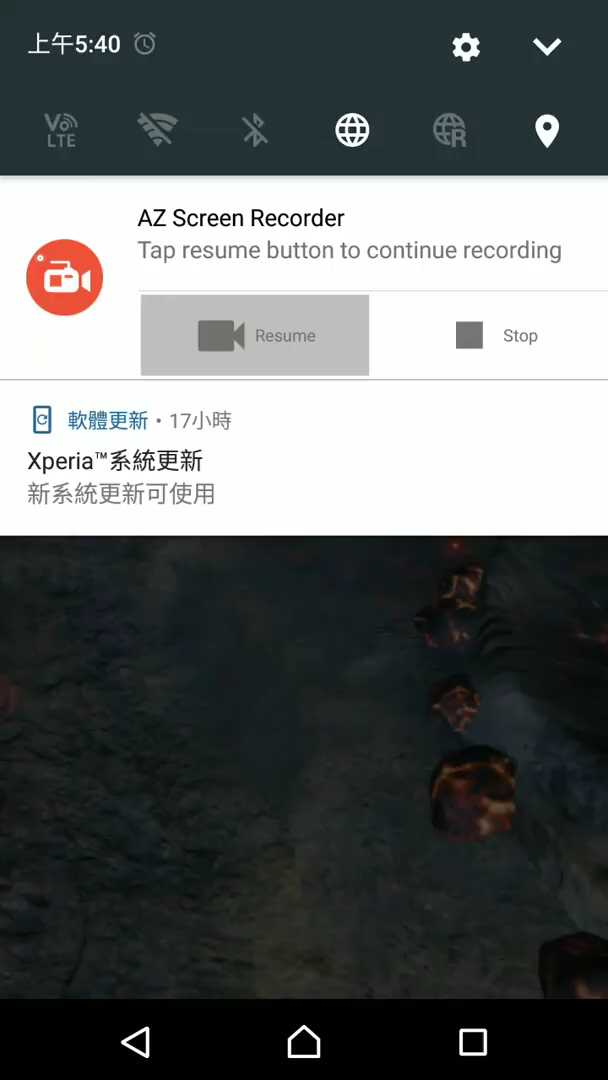 上午5:40
VoLTE
R
AZ Screen Recorder
Tap resume button to continue recording
Resume
Stop
軟體更新 • 17小時
Xperia™系統更新
新系統更新可使用